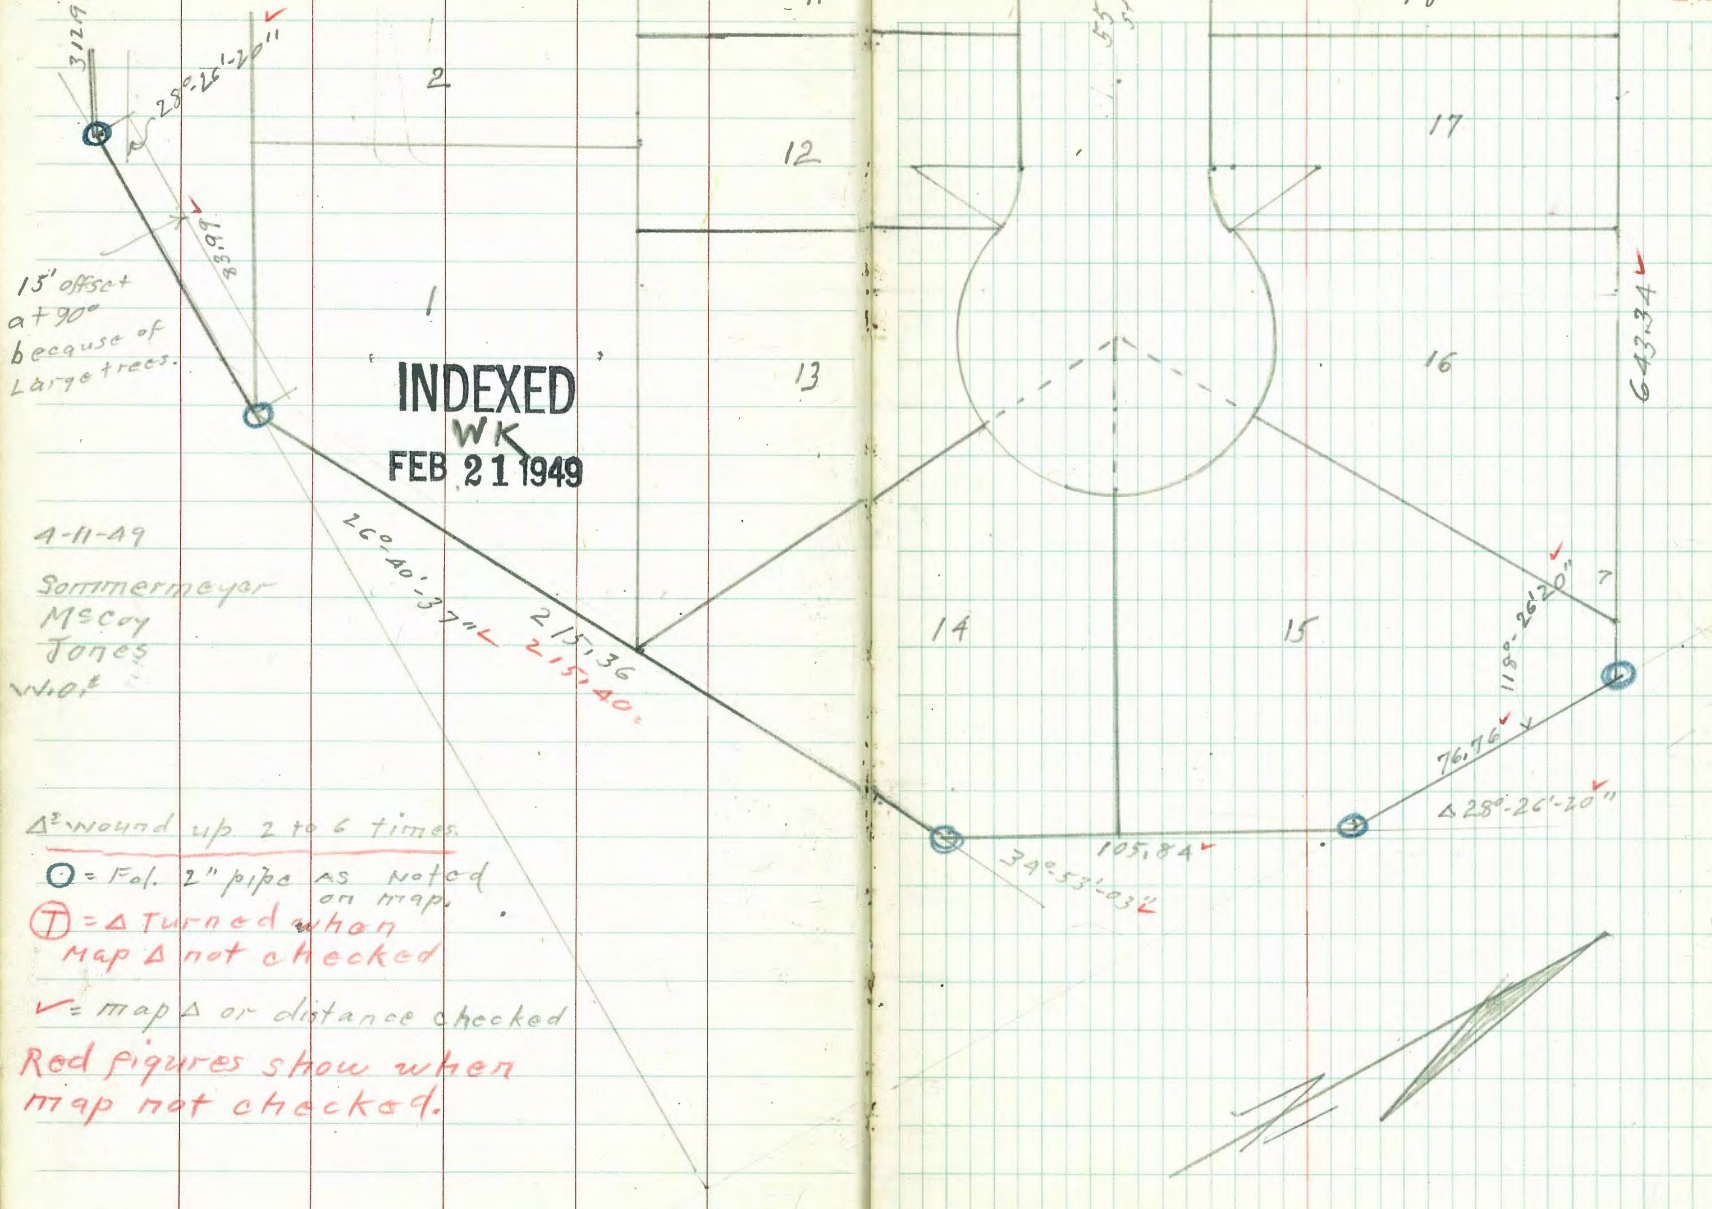 3129
28°-26'-20"
83.99
15' offset
at 90°
because of
Large trees.
2
1
12
13
INDEXED
WK
FEB 21 1949
4-11-49
Sommermeyer
McCoy
Jones
W.O.#
26°-40'-37"
215.36
215.40
Δs wound up 2 to 6 times.
O = Fd. 2" pipe as Noted
on map.
T = Δ Turned when
Map Δ not checked
✓ = map Δ or distance checked
Red figures show when
map not checked.
55
17
16
643.34
14
15
118°-26'-20"
?
76.76
Δ 28°-26'-20"
105.84
34°-53'-03"